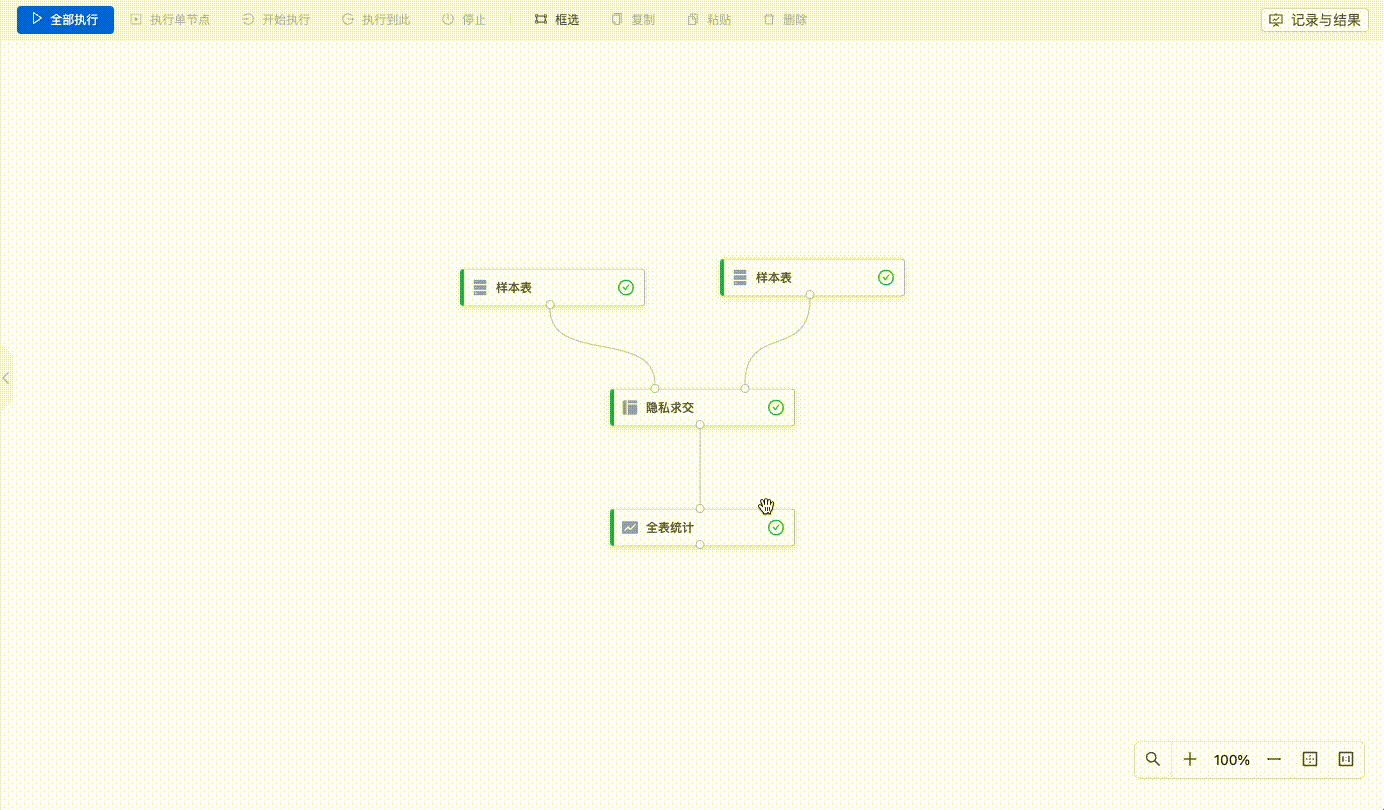 全部执行 执行单节点 开始执行 执行到此 停止 框选 复制 粘贴 删除 记录与结果
样本表 样本表
隐私求交
全表统计
100%